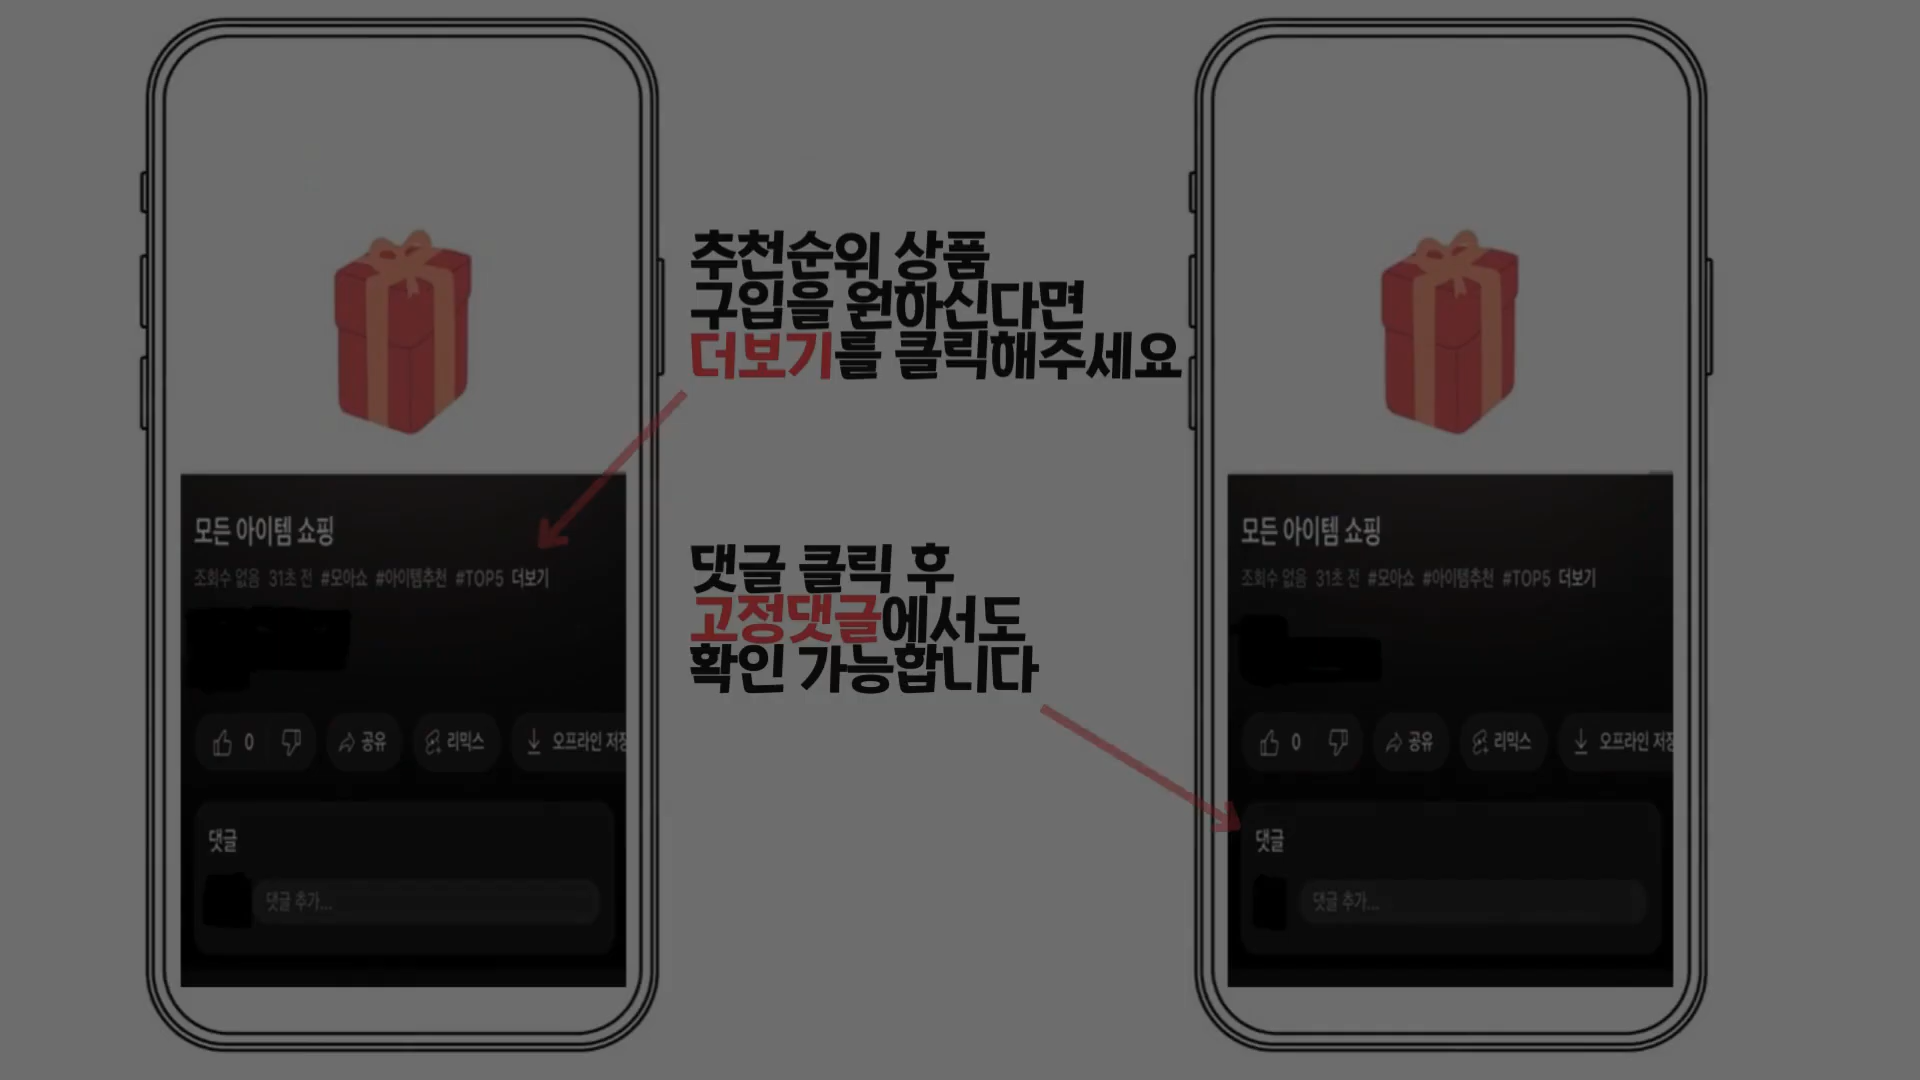 추천순위 상품
구입을 원하신다면
더보기를 클릭해주세요
댓글 클릭 후
고정댓글에서도
확인 가능합니다
모든 아이템 쇼핑
조회수 없음 31초 전 #모아쇼 #아이템추천 #TOP5 더보기
0 공유 리믹스 오프라인 저장
댓글
댓글 추가...
모든 아이템 쇼핑
조회수 없음 31초 전 #모아쇼 #아이템추천 #TOP5 더보기
0 공유 리믹스 오프라인 저장
댓글
댓글 추가...